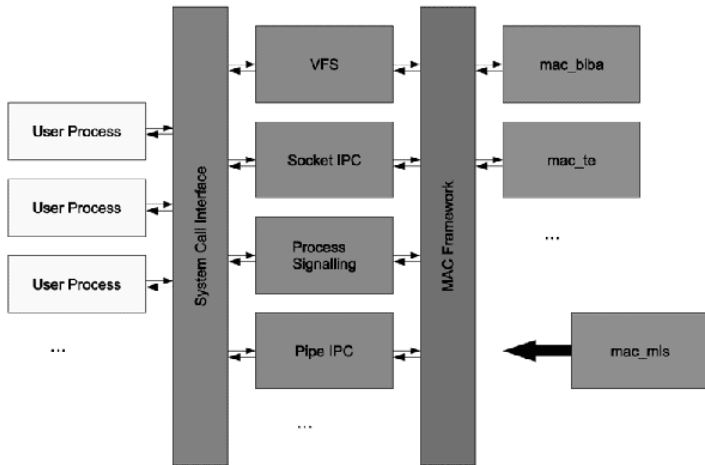 User Process
User Process
User Process
...
System Call Interface
VFS
Socket IPC
Process
Signalling
Pipe IPC
...
MAC Framework
mac_biba
mac_te
...
mac_mls